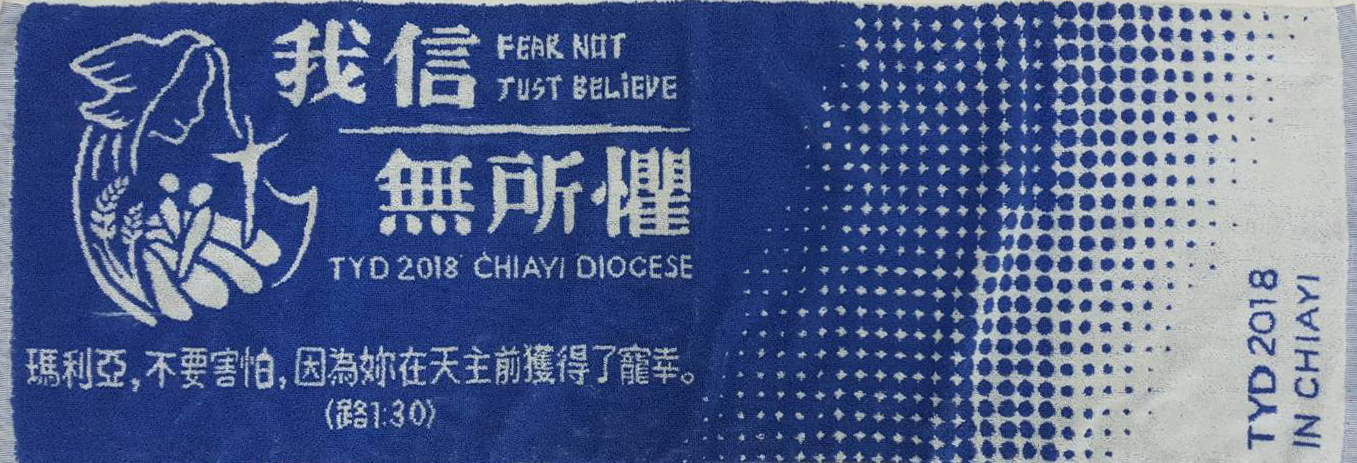 我信
FEAR NOT
JUST BELiEVE
無所懼
TYD 2018 CHIAYI DIOCESE
瑪利亞,不要害怕,因為妳在天主前獲得了寵幸。
(路1:30)
TYD 2018
IN CHIAYI